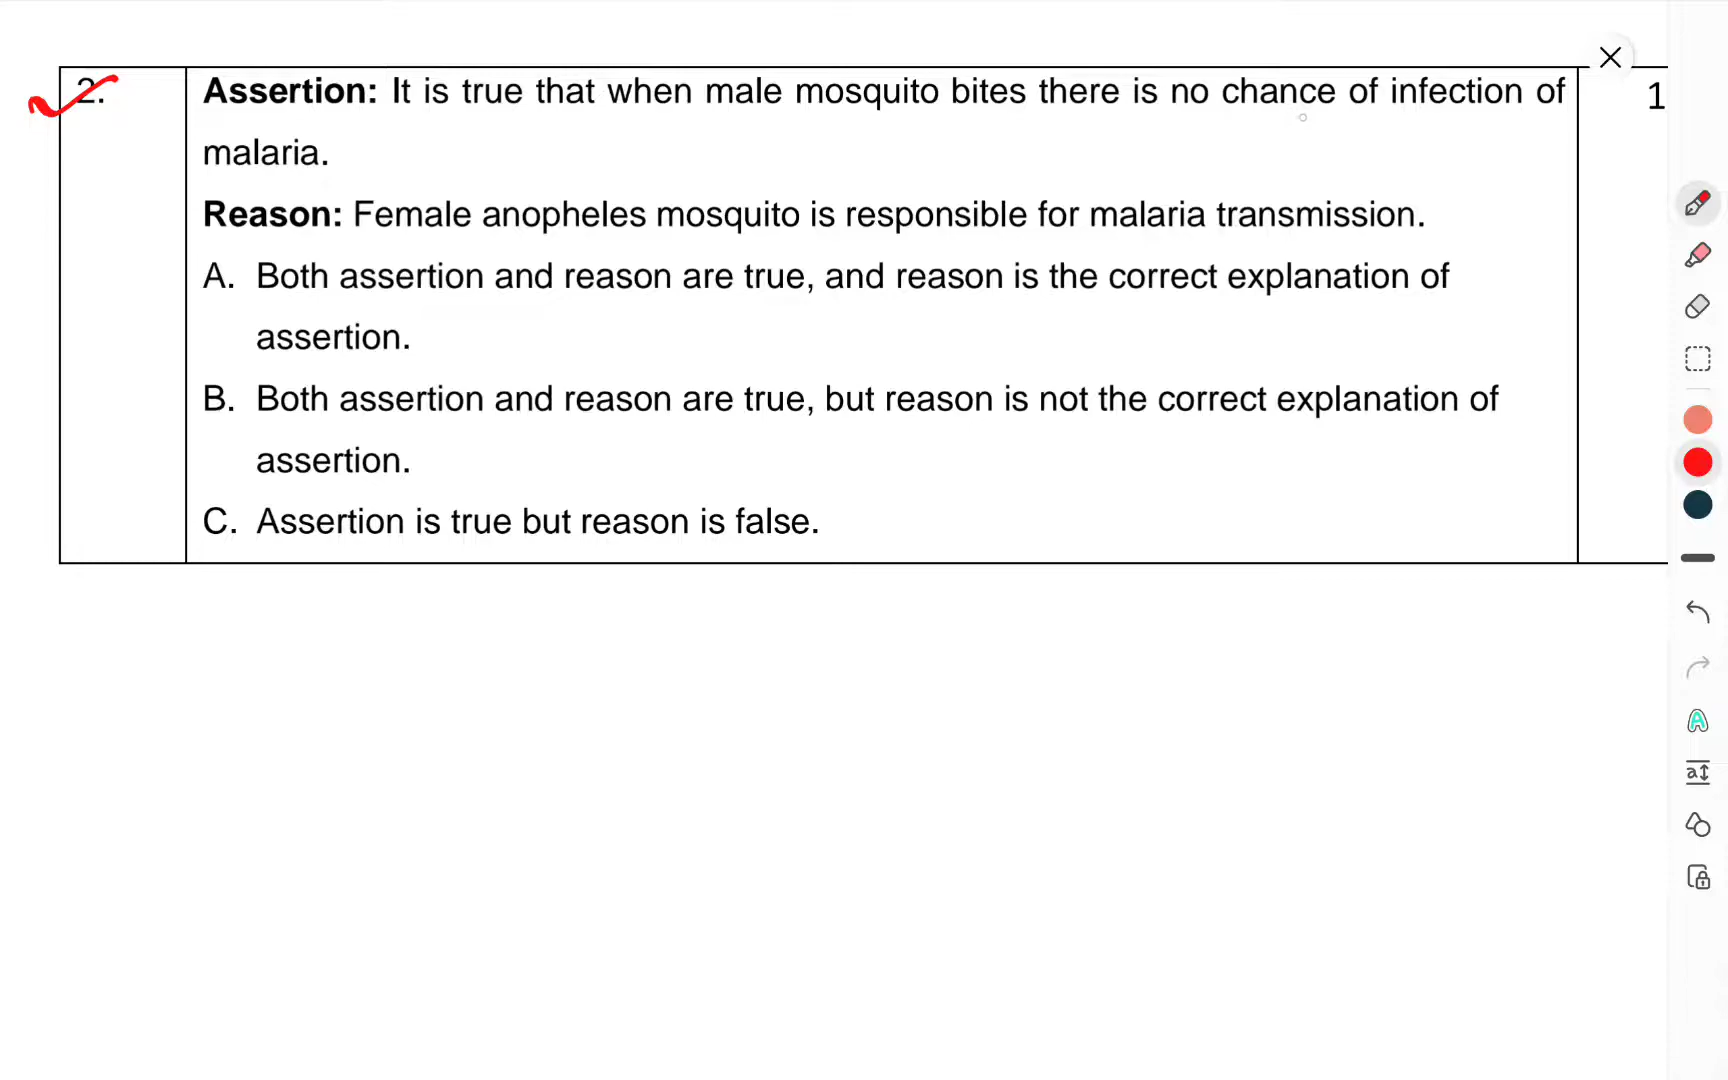 2. Assertion: It is true that when male mosquito bites there is no chance of infection of 1
malaria.
Reason: Female anopheles mosquito is responsible for malaria transmission.
A. Both assertion and reason are true, and reason is the correct explanation of
assertion.
B. Both assertion and reason are true, but reason is not the correct explanation of
assertion.
C. Assertion is true but reason is false.